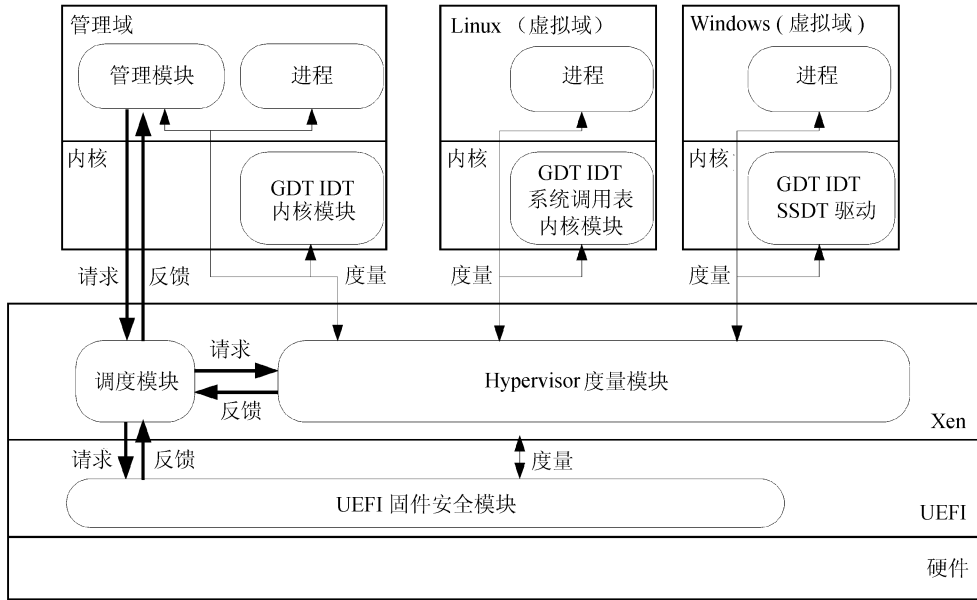 管理域
管理模块
进程
内核
GDT IDT
内核模块
Linux （虚拟域）
进程
内核
GDT IDT
系统调用表
内核模块
Windows ( 虚拟域 )
进程
内核
GDT IDT
SSDT 驱动
请求
反馈
度量
度量
度量
调度模块
请求
反馈
Hypervisor 度量模块
Xen
请求
反馈
度量
UEFI 固件安全模块
UEFI
硬件